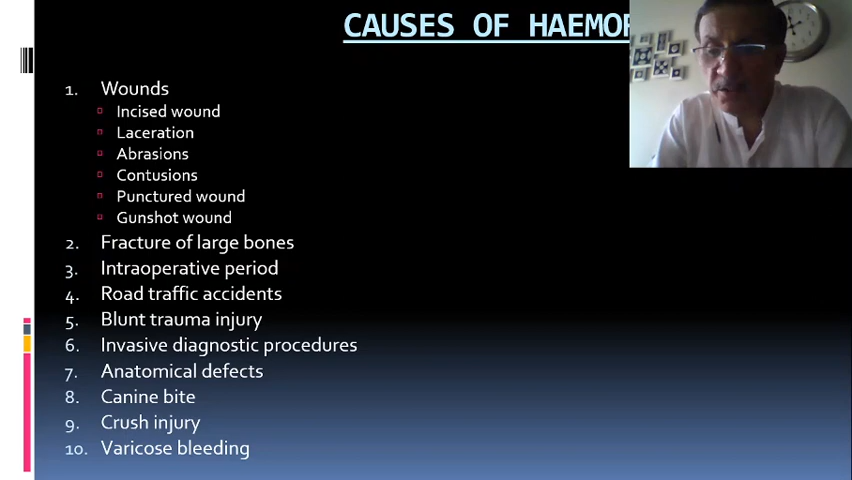 CAUSES OF HAEMOR
1. Wounds
Incised wound
Laceration
Abrasions
Contusions
Punctured wound
Gunshot wound
2. Fracture of large bones
3. Intraoperative period
4. Road traffic accidents
5. Blunt trauma injury
6. Invasive diagnostic procedures
7. Anatomical defects
8. Canine bite
9. Crush injury
10. Varicose bleeding